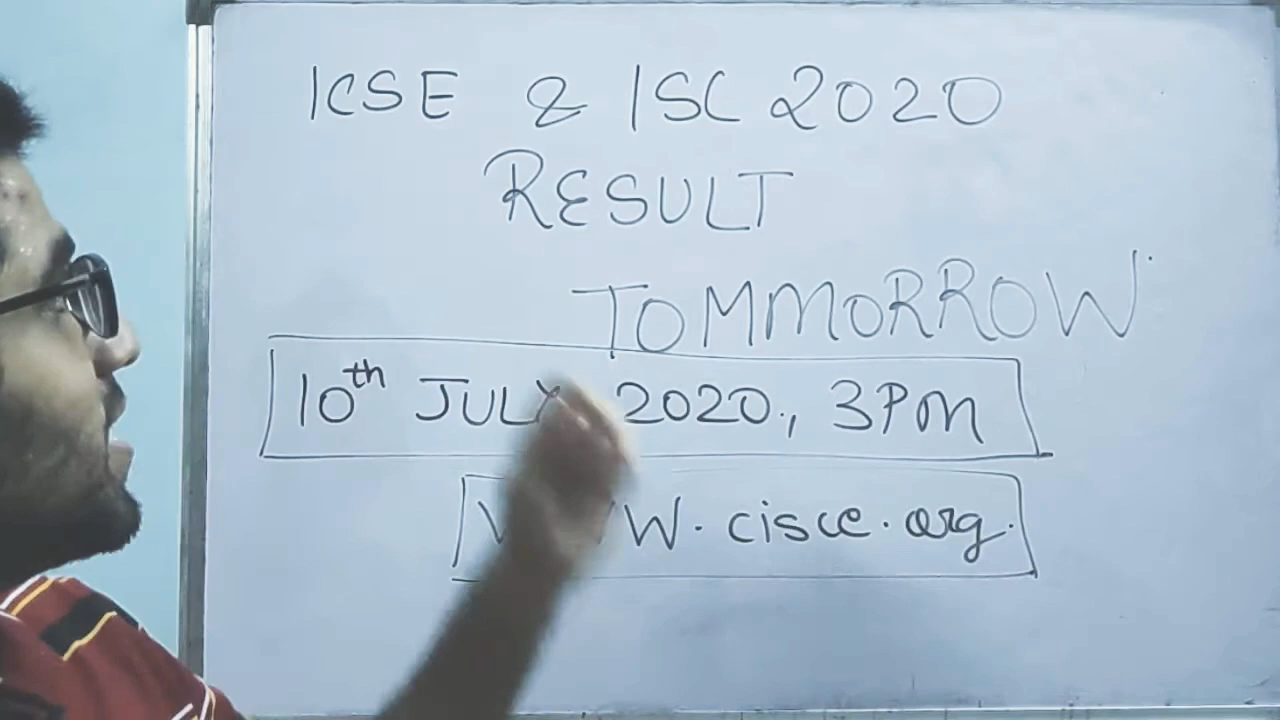 ICSE & ISC 2020
RESULT
TOMMORROW
10th JULY 2020., 3PM
W.cisce.org.